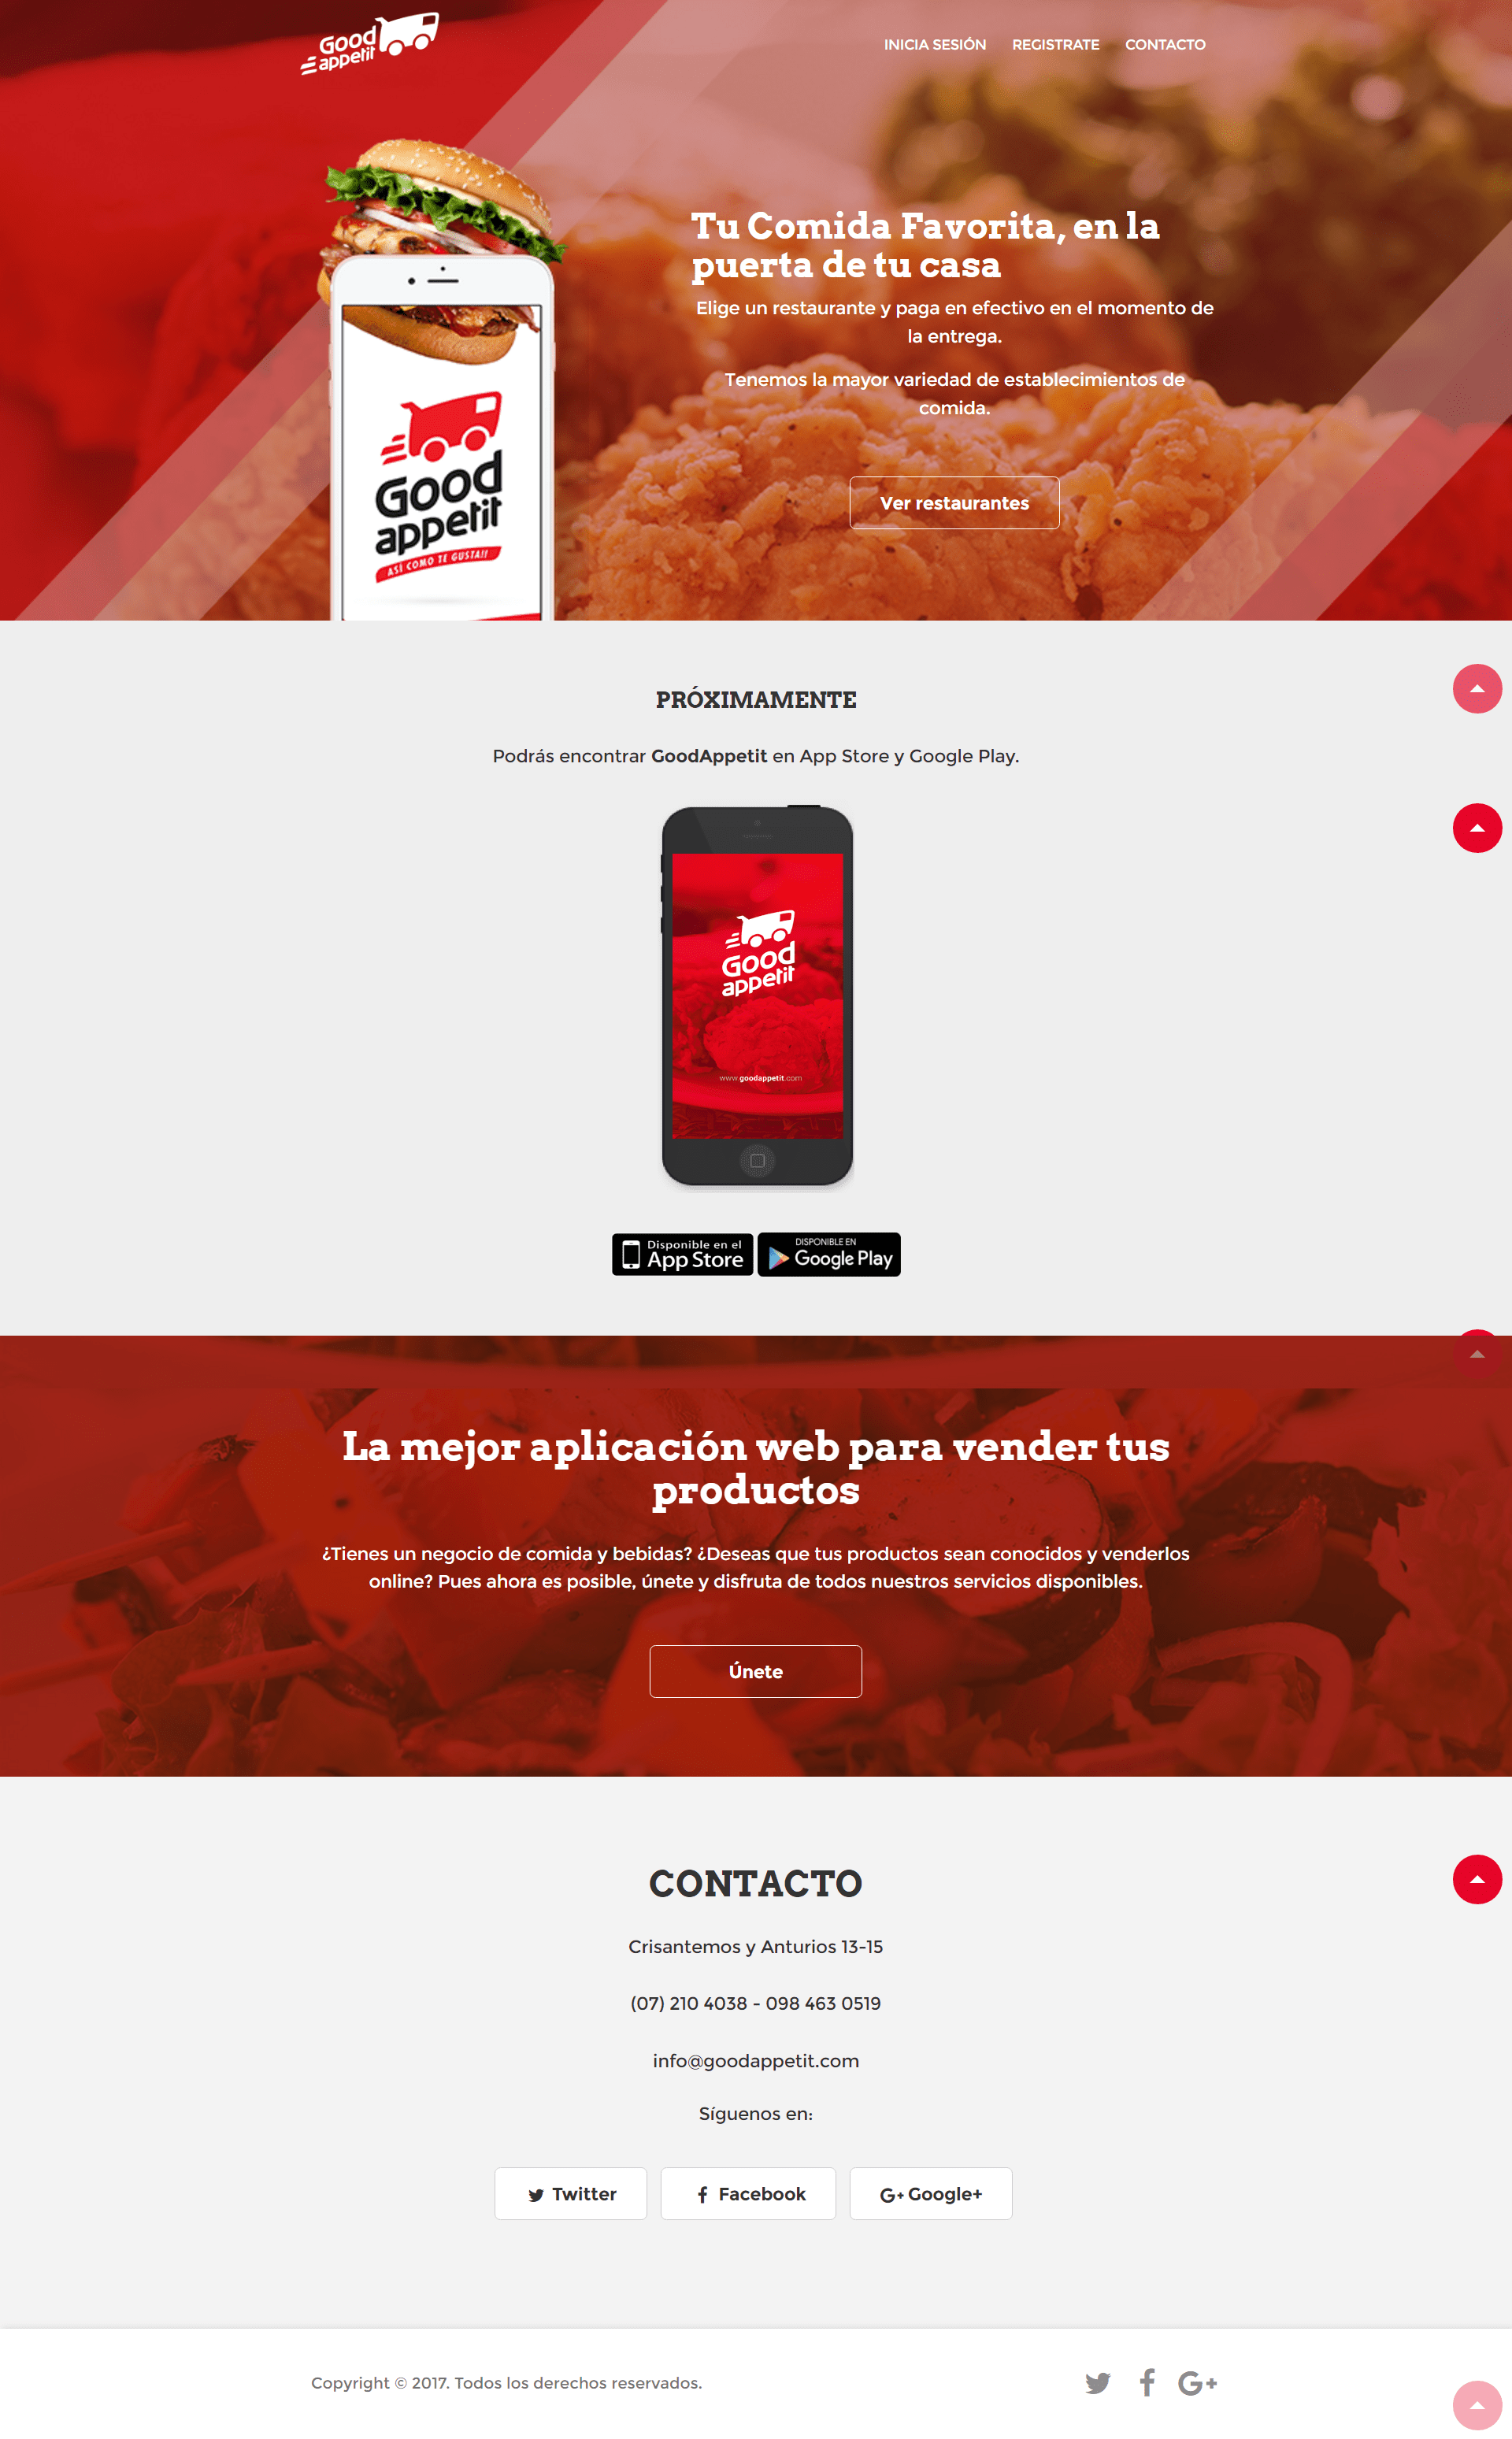 Good
appetit
INICIA SESIÓN REGISTRATE CONTACTO
Tu Comida Favorita, en la
puerta de tu casa
Elige un restaurante y paga en efectivo en el momento de
la entrega.
Tenemos la mayor variedad de establecimientos de
comida.
Ver restaurantes
Good
appetit
ASÍ COMO TE GUSTA!!
PRÓXIMAMENTE
Podrás encontrar GoodAppetit en App Store y Google Play.
Good
appetit
www.goodappetit.com
Disponible en el
App Store
DISPONIBLE EN
Google Play
La mejor aplicación web para vender tus
productos
¿Tienes un negocio de comida y bebidas? ¿Deseas que tus productos sean conocidos y venderlos
online? Pues ahora es posible, únete y disfruta de todos nuestros servicios disponibles.
Únete
CONTACTO
Crisantemos y Anturios 13-15
(07) 210 4038 - 098 463 0519
info@goodappetit.com
Síguenos en:
Twitter Facebook G+ Google+
Copyright © 2017. Todos los derechos reservados. G+